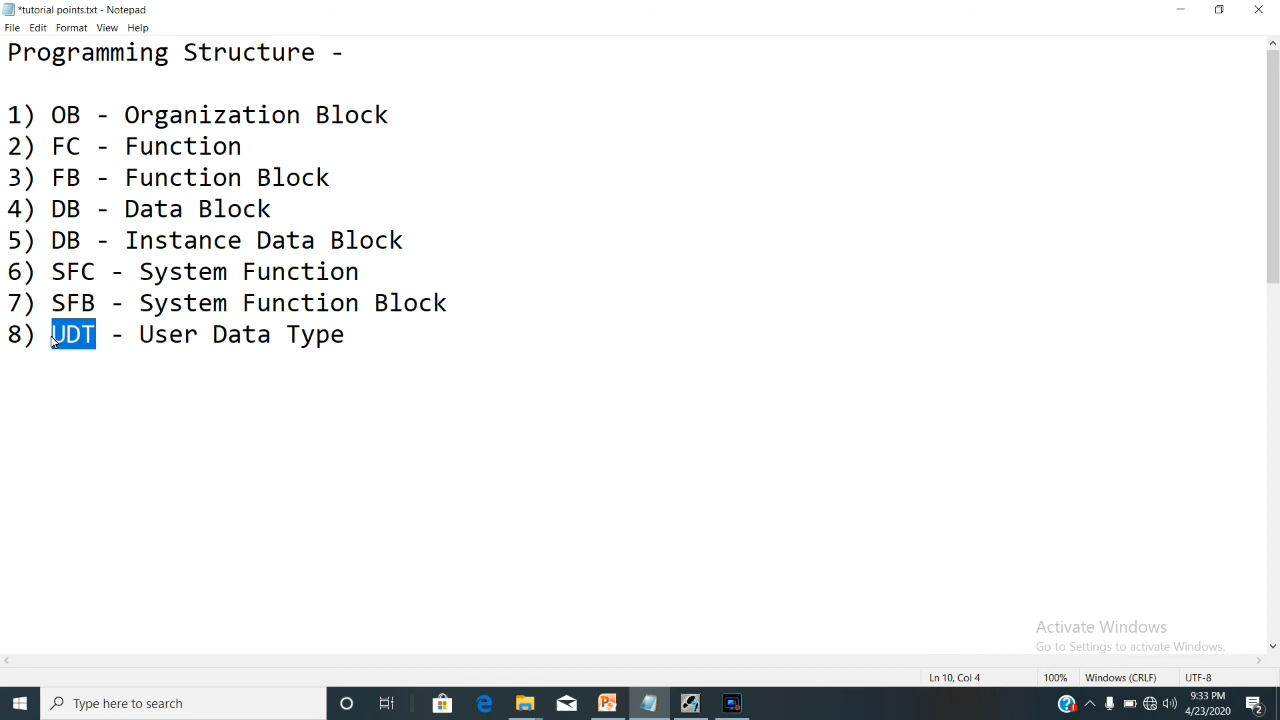 *tutorial points.txt - Notepad
File Edit Format View Help
Programming Structure -
1) OB - Organization Block
2) FC - Function
3) FB - Function Block
4) DB - Data Block
5) DB - Instance Data Block
6) SFC - System Function
7) SFB - System Function Block
8) UDT - User Data Type
Activate Windows
Go to Settings to activate Windows.
Ln 10, Col 4 100% Windows (CRLF) UTF-8
Type here to search
9:33 PM
4/23/2020
2